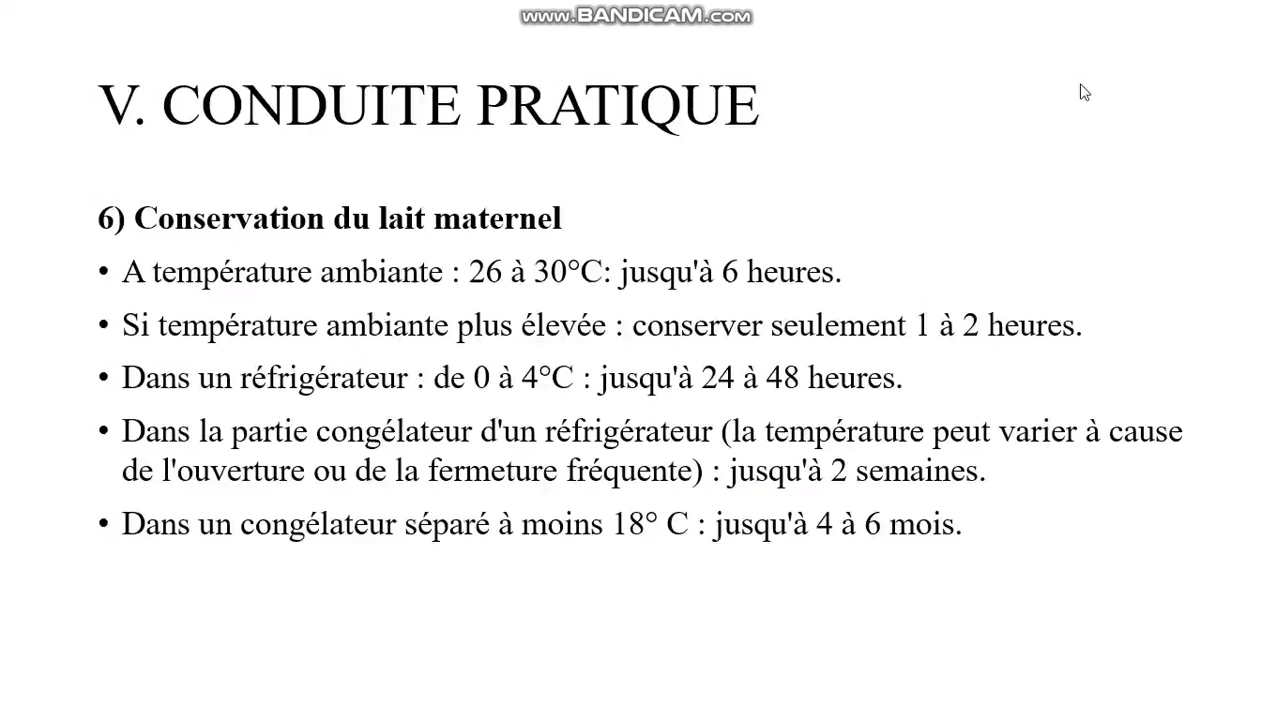 www.BANDICAM.com
V. CONDUITE PRATIQUE
6) Conservation du lait maternel
• A température ambiante : 26 à 30°C: jusqu'à 6 heures.
• Si température ambiante plus élevée : conserver seulement 1 à 2 heures.
• Dans un réfrigérateur : de 0 à 4°C : jusqu'à 24 à 48 heures.
• Dans la partie congélateur d'un réfrigérateur (la température peut varier à cause
de l'ouverture ou de la fermeture fréquente) : jusqu'à 2 semaines.
• Dans un congélateur séparé à moins 18° C : jusqu'à 4 à 6 mois.